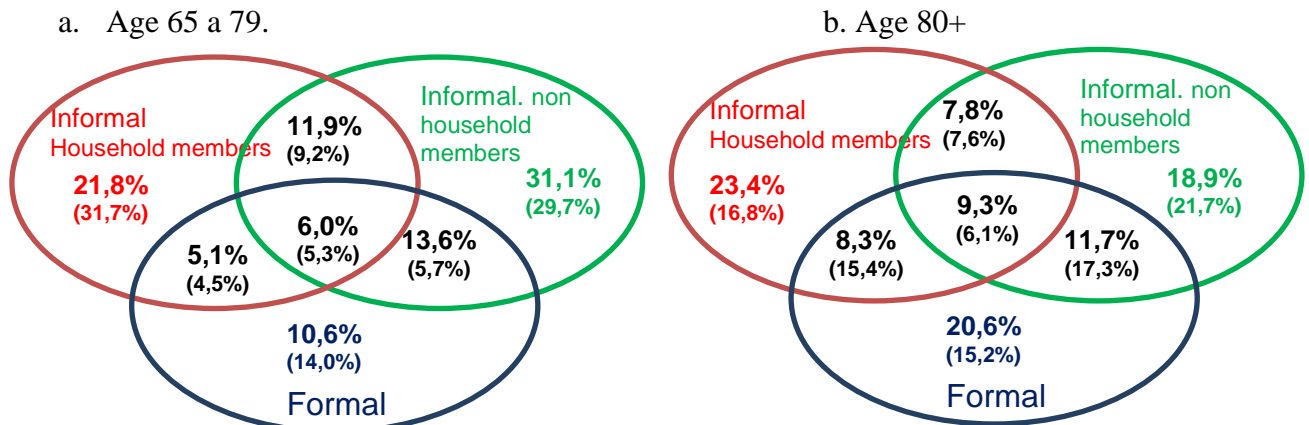 a. Age 65 a 79.
Informal
Household members
21,8%
(31,7%)
11,9%
(9,2%)
Informal. non
household
members
31,1%
(29,7%)
6,0%
(5,3%)
5,1%
(4,5%)
13,6%
(5,7%)
10,6%
(14,0%)
Formal
b. Age 80+
Informal
Household members
23,4%
(16,8%)
7,8%
(7,6%)
Informal. non
household
members
18,9%
(21,7%)
9,3%
(6,1%)
8,3%
(15,4%)
11,7%
(17,3%)
20,6%
(15,2%)
Formal